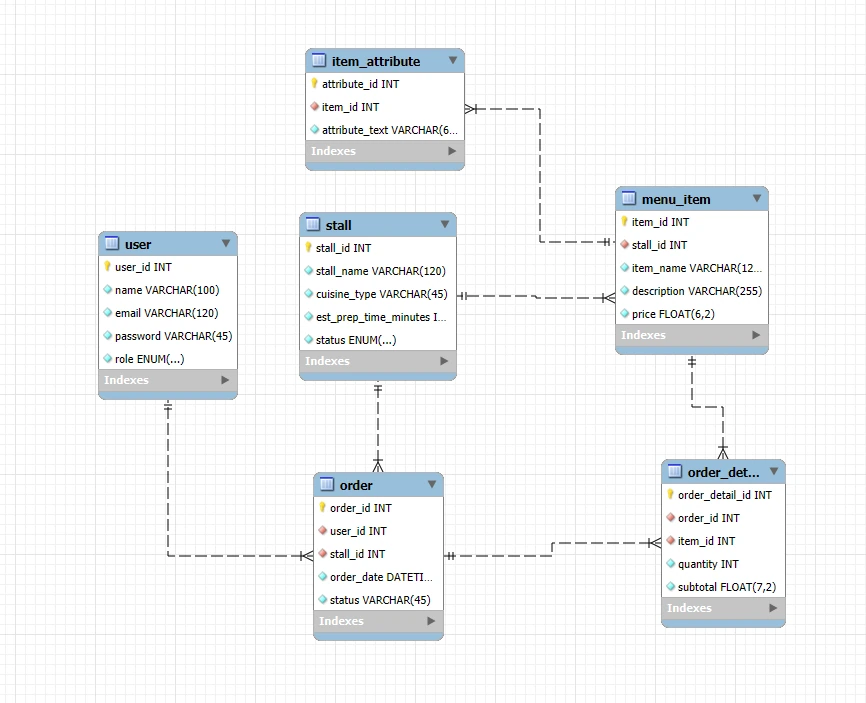 item_attribute
attribute_id INT
item_id INT
attribute_text VARCHAR(6...
Indexes
menu_item
item_id INT
stall_id INT
item_name VARCHAR(12...
description VARCHAR(255)
price FLOAT(6,2)
Indexes
stall
stall_id INT
stall_name VARCHAR(120)
cuisine_type VARCHAR(45)
est_prep_time_minutes I...
status ENUM(...)
Indexes
user
user_id INT
name VARCHAR(100)
email VARCHAR(120)
password VARCHAR(45)
role ENUM(...)
Indexes
order
order_id INT
user_id INT
stall_id INT
order_date DATETI...
status VARCHAR(45)
Indexes
order_det...
order_detail_id INT
order_id INT
item_id INT
quantity INT
subtotal FLOAT(7,2)
Indexes